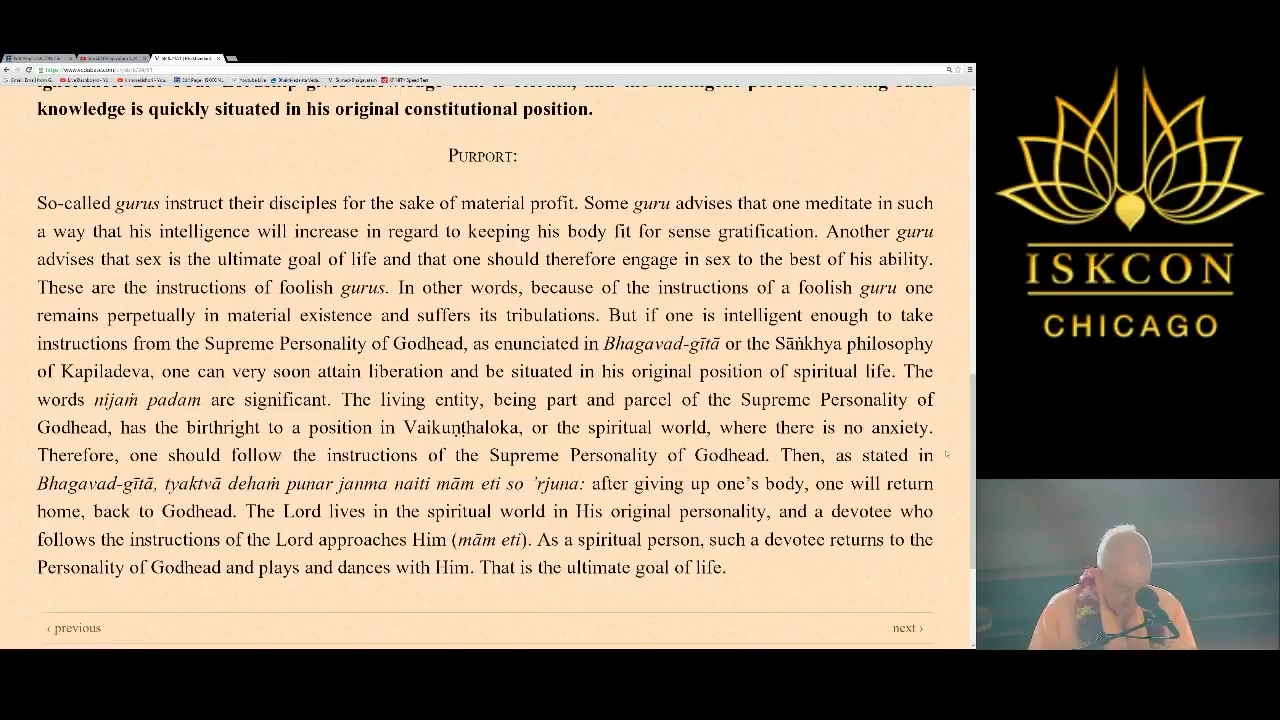 https://www.vedabase.com/en/sb/8/24/51
knowledge is quickly situated in his original constitutional position.
PURPORT:
So-called gurus instruct their disciples for the sake of material profit. Some guru advises that one meditate in such
a way that his intelligence will increase in regard to keeping his body fit for sense gratification. Another guru
advises that sex is the ultimate goal of life and that one should therefore engage in sex to the best of his ability.
These are the instructions of foolish gurus. In other words, because of the instructions of a foolish guru one
remains perpetually in material existence and suffers its tribulations. But if one is intelligent enough to take
instructions from the Supreme Personality of Godhead, as enunciated in Bhagavad-gītā or the Sāṅkhya philosophy
of Kapiladeva, one can very soon attain liberation and be situated in his original position of spiritual life. The
words nijaṁ padam are significant. The living entity, being part and parcel of the Supreme Personality of
Godhead, has the birthright to a position in Vaikuṇṭhaloka, or the spiritual world, where there is no anxiety.
Therefore, one should follow the instructions of the Supreme Personality of Godhead. Then, as stated in
Bhagavad-gītā, tyaktvā dehaṁ punar janma naiti mām eti so 'rjuna: after giving up one’s body, one will return
home, back to Godhead. The Lord lives in the spiritual world in His original personality, and a devotee who
follows the instructions of the Lord approaches Him (mām eti). As a spiritual person, such a devotee returns to the
Personality of Godhead and plays and dances with Him. That is the ultimate goal of life.
‹ previous
next ›
ISKCON
CHICAGO